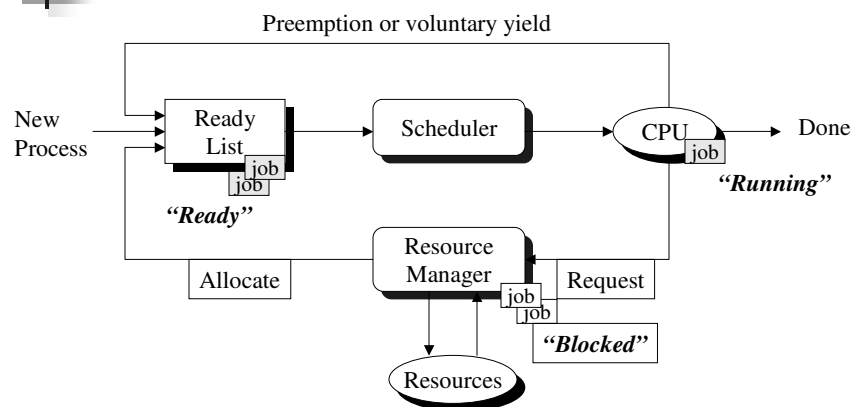 Preemption or voluntary yield
New
Process
Ready
List
job
job
“Ready”
Scheduler
CPU
job
Done
“Running”
Allocate
Resource
Manager
Request
job
job
“Blocked”
Resources